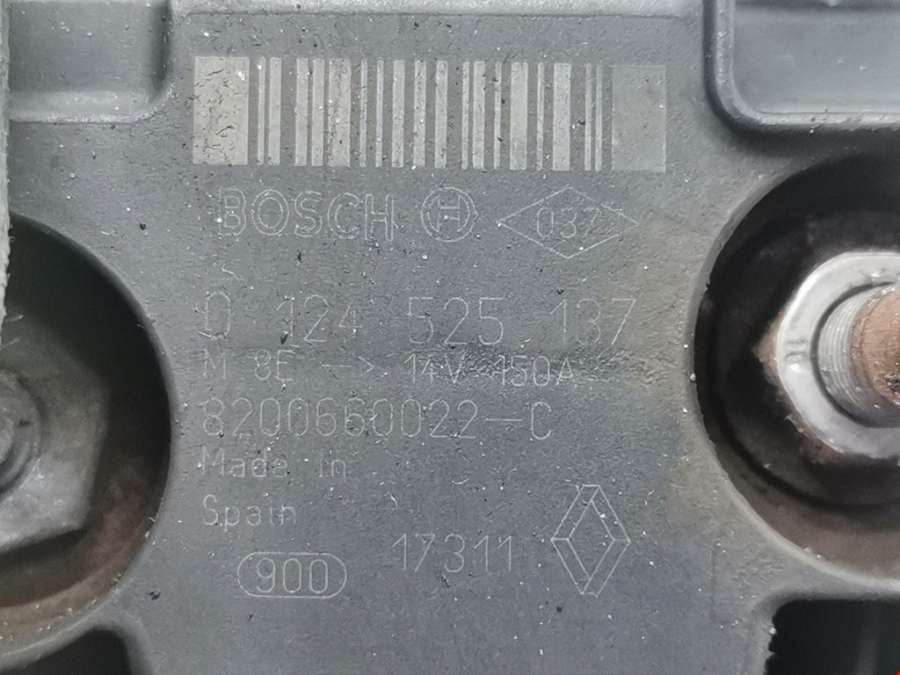 BOSCH 037
0 124 525 137
M 8E --> 14V 150A
8200660022-C
Made in
Spain
900 17311